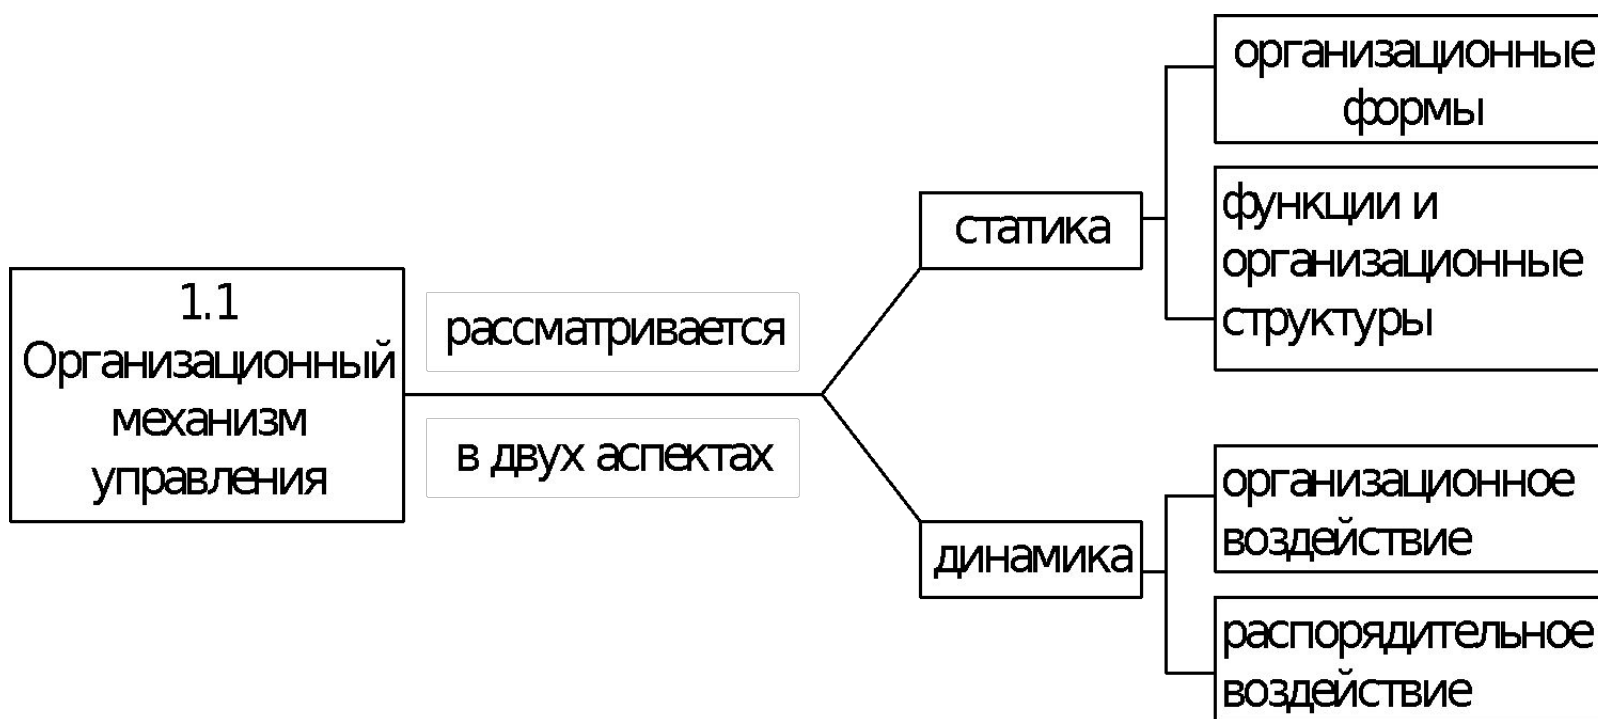 1.1
Организационный
механизм
управления
рассматривается
в двух аспектах
статика
организационные
формы
функции и
организационные
структуры
динамика
организационное
воздействие
распорядительное
воздействие